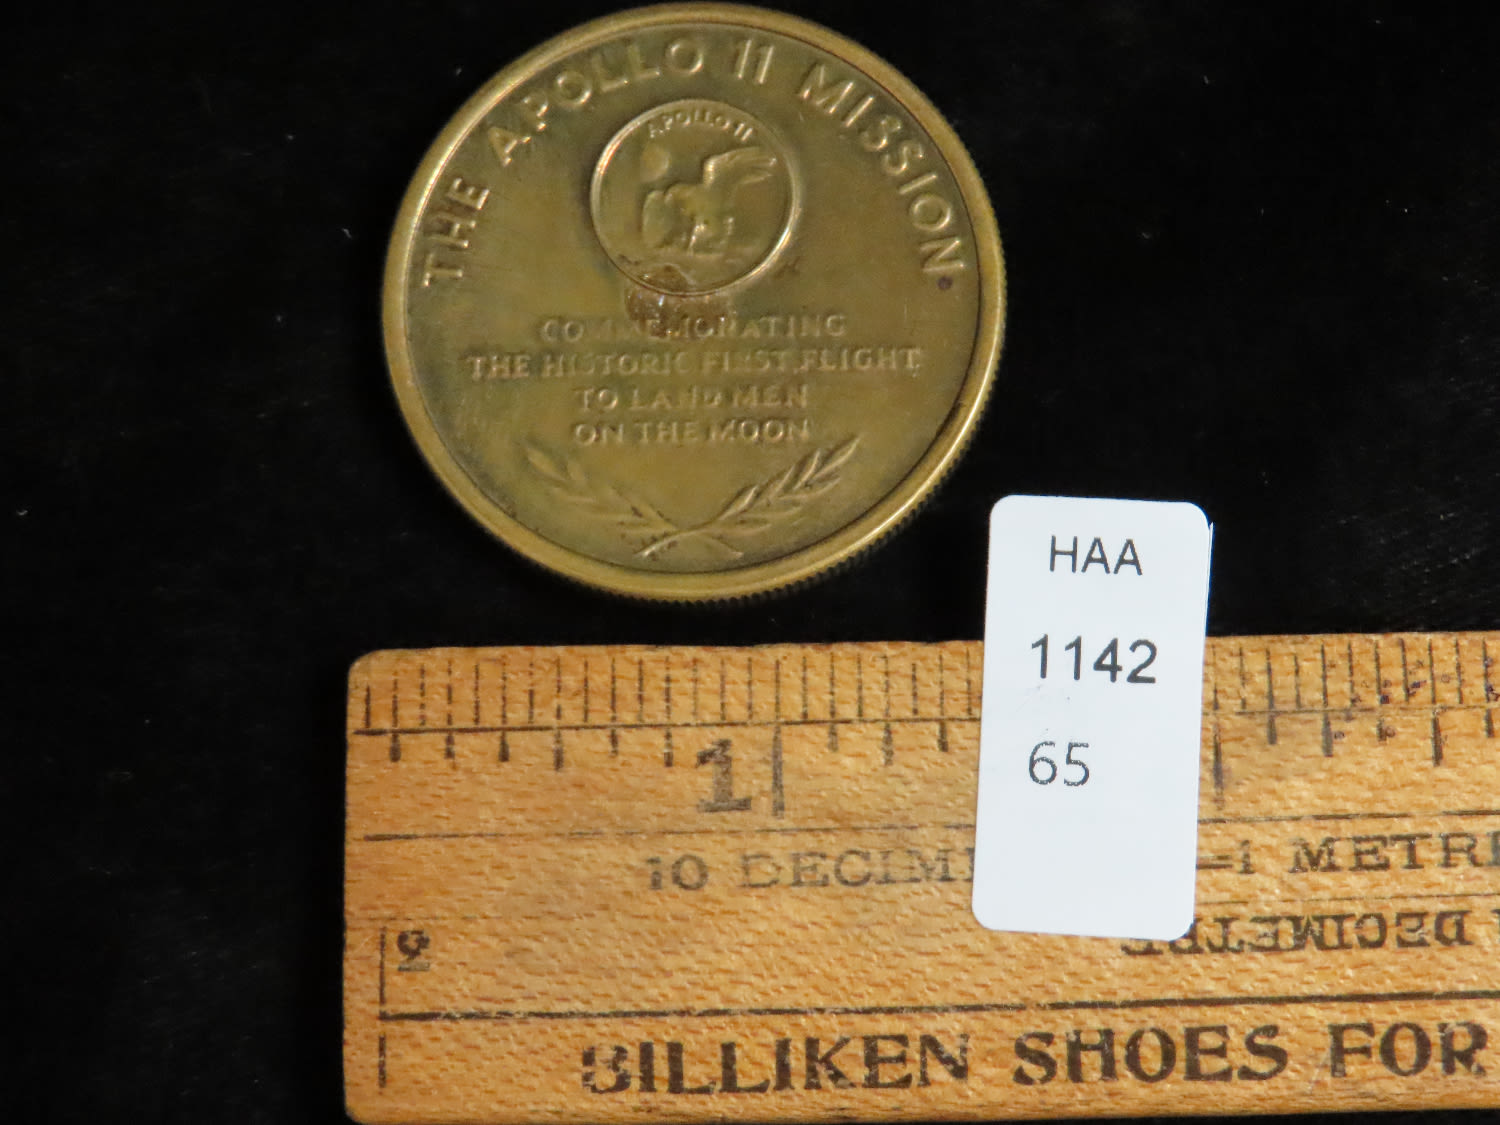 THE APOLLO 11 MISSION
APOLLO 11
COMMEMORATING
THE HISTORIC FIRST FLIGHT
TO LAND MEN
ON THE MOON
HAA
1142
65
1
10 DECIM =1 METRE
DECIMETRE
BILLIKEN SHOES FOR